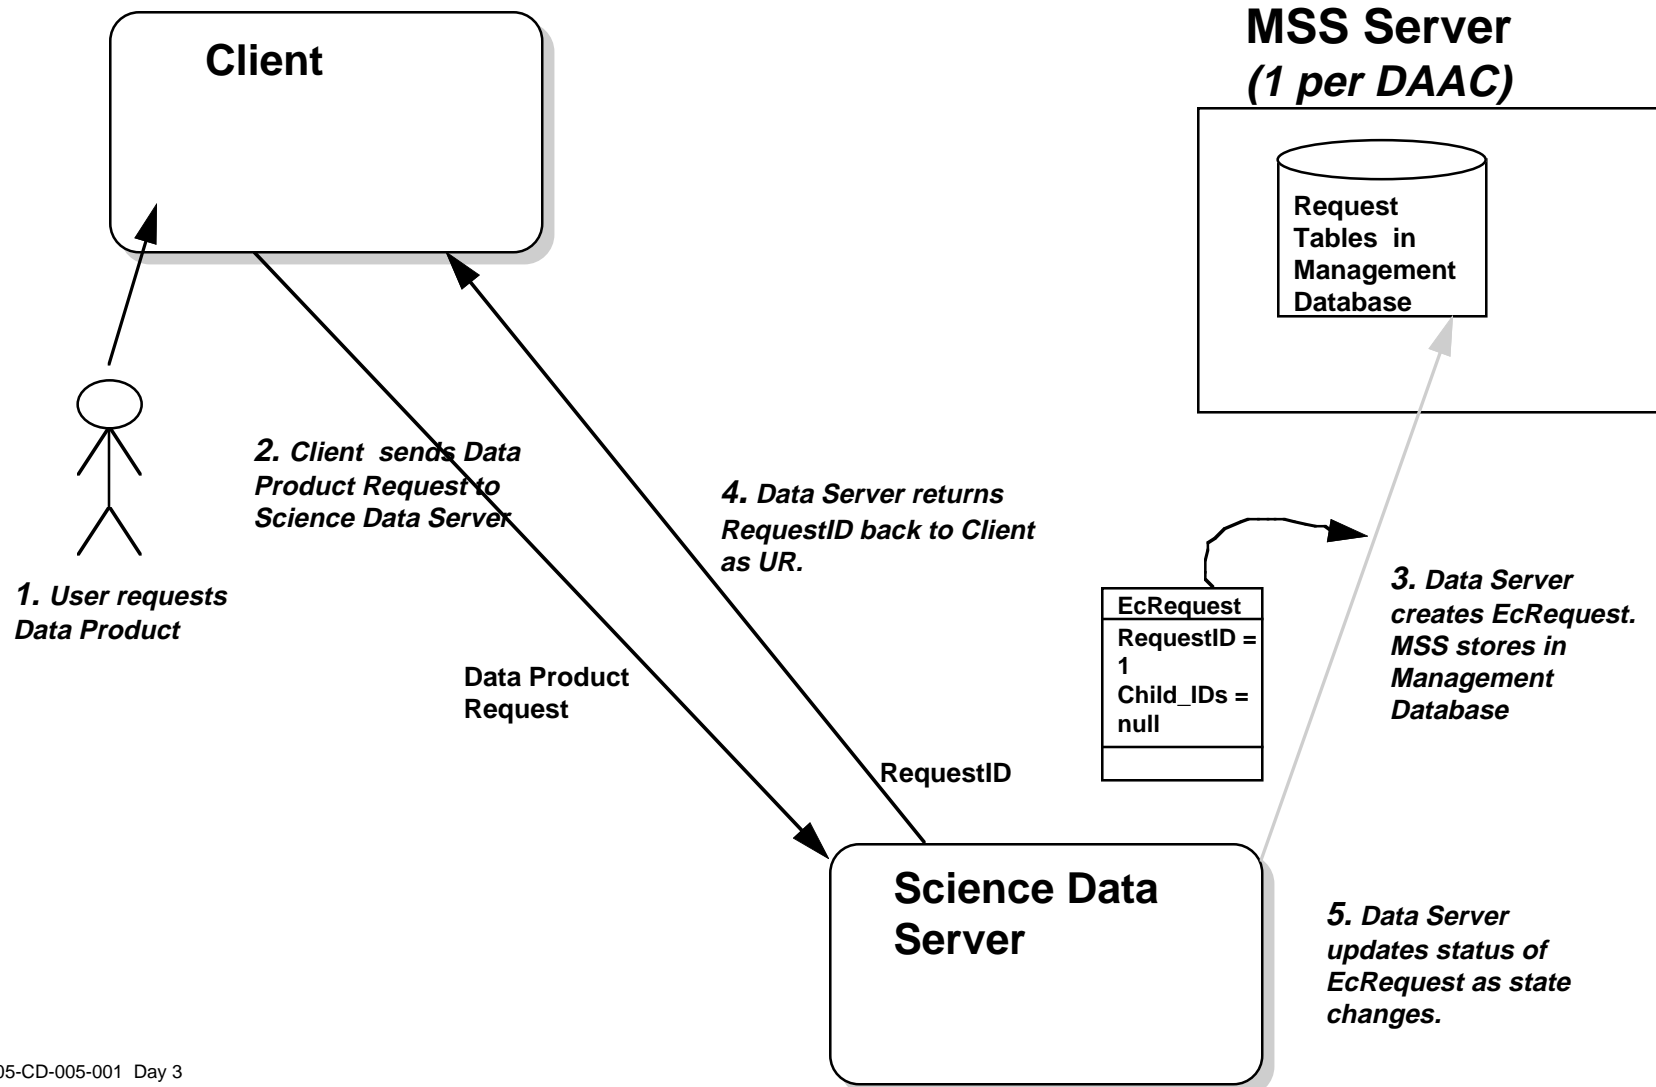 Client
MSS Server
(1 per DAAC)
Request
Tables in
Management
Database
2. Client sends Data
Product Request to
Science Data Server
4. Data Server returns
RequestID back to Client
as UR.
1. User requests
Data Product
EcRequest
RequestID =
1
Child_IDs =
null
3. Data Server
creates EcRequest.
MSS stores in
Management
Database
Data Product
Request
RequestID
Science Data
Server
5. Data Server
updates status of
EcRequest as state
changes.
05-CD-005-001 Day 3